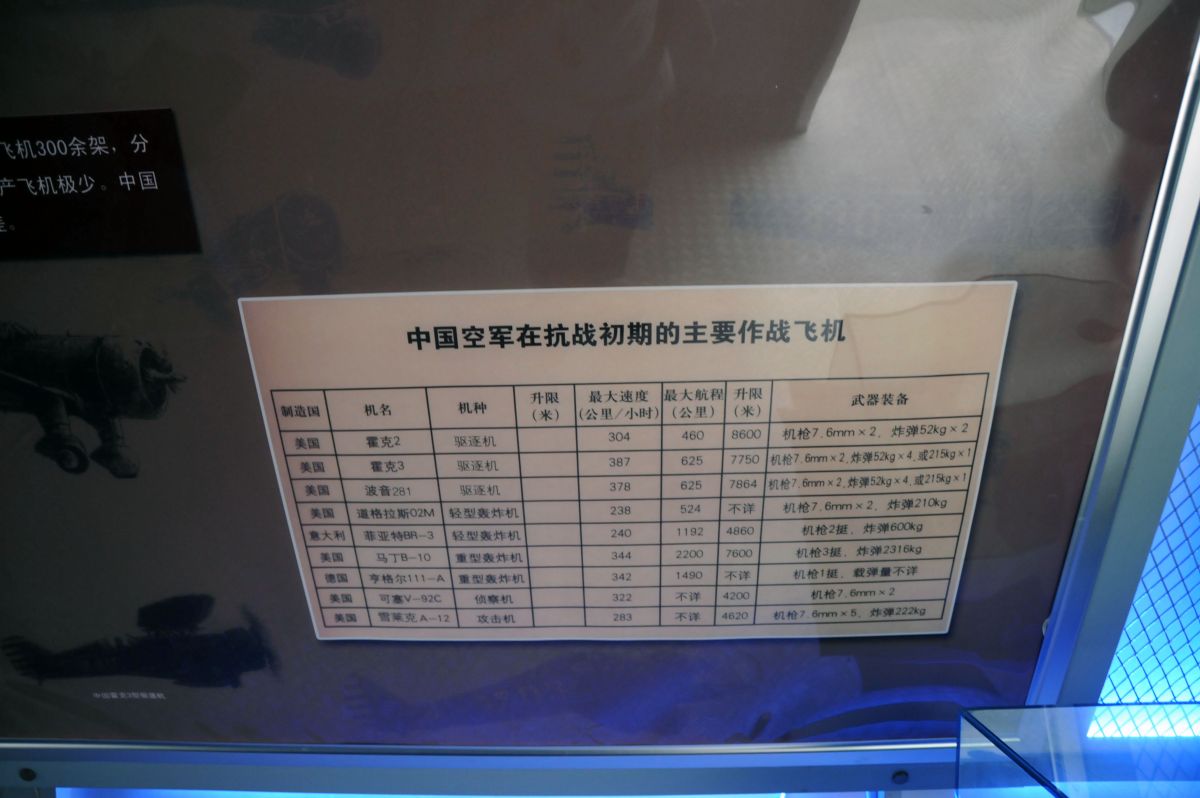 飞机300余架，分
产飞机极少。中国
差。
中国空军在抗战初期的主要作战飞机
制造国 机名 机种 升限(米) 最大速度(公里/小时) 最大航程(公里) 升限(米) 武器装备
美国 霍克2 驱逐机 304 460 8600 机枪7.6mm×2、炸弹52kg×2
美国 霍克3 驱逐机 387 625 7750 机枪7.6mm×2、炸弹52kg×4、或215kg×1
美国 波音281 驱逐机 378 625 7864 机枪7.6mm×2、炸弹52kg×4、或215kg×1
美国 道格拉斯02M 轻型轰炸机 238 524 不详 机枪7.6mm×2、炸弹210kg
意大利 菲亚特BR-3 轻型轰炸机 240 1192 4860 机枪2挺、炸弹600kg
美国 马丁B-10 重型轰炸机 344 2200 7600 机枪3挺、炸弹2316kg
德国 亨格尔111-A 重型轰炸机 342 1490 不详 机枪1挺、载弹量不详
美国 可塞V-92C 侦察机 322 不详 4200 机枪7.6mm×2
美国 雪莱克A-12 攻击机 283 不详 4620 机枪7.6mm×5、炸弹222kg
中国霍克3型驱逐机